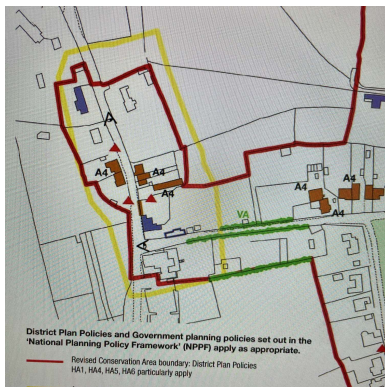 A
A4
A4
A4
A4
A4
A4
A4
VA
A
District Plan Policies and Government planning policies set out in the
'National Planning Policy Framework' (NPPF) apply as appropriate.
Revised Conservation Area boundary: District Plan Policies
HA1, HA4, HA5, HA6 particularly apply